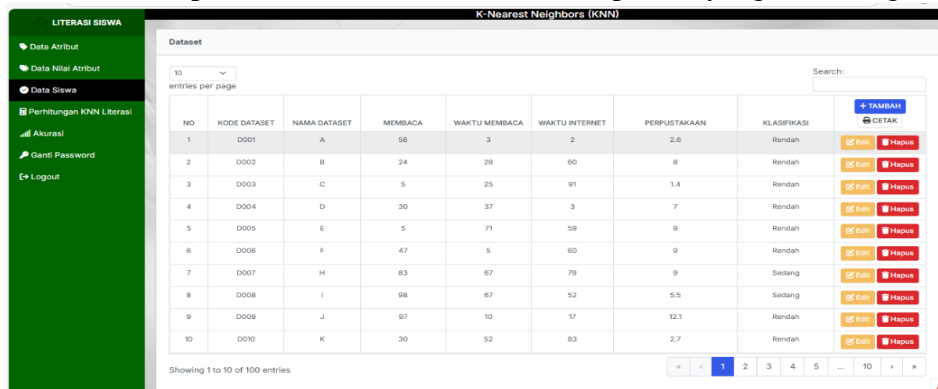 K-Nearest Neighbors (KNN)
LITERASI SISWA
Data Atribut
Data Nilai Atribut
Data Siswa
Perhitungan KNN Literasi
Akurasi
Ganti Password
Logout
Dataset
10
entries per page
Search:
NO KODE DATASET NAMA DATASET MEMBACA WAKTU MEMBACA WAKTU INTERNET PERPUSTAKAAN KLASIFIKASI + TAMBAH CETAK
1 D001 A 56 3 2 2.6 Rendah Edit Hapus
2 D002 B 24 28 60 8 Rendah Edit Hapus
3 D003 C 5 25 91 1.4 Rendah Edit Hapus
4 D004 D 30 37 3 7 Rendah Edit Hapus
5 D005 E 5 71 59 9 Rendah Edit Hapus
6 D006 F 47 5 60 9 Rendah Edit Hapus
7 D007 H 83 67 79 9 Sedang Edit Hapus
8 D008 I 98 67 52 5.5 Sedang Edit Hapus
9 D009 J 97 10 17 12.1 Rendah Edit Hapus
10 D010 K 30 52 83 2.7 Rendah Edit Hapus
Showing 1 to 10 of 100 entries
« ‹ 1 2 3 4 5 ... 10 › »